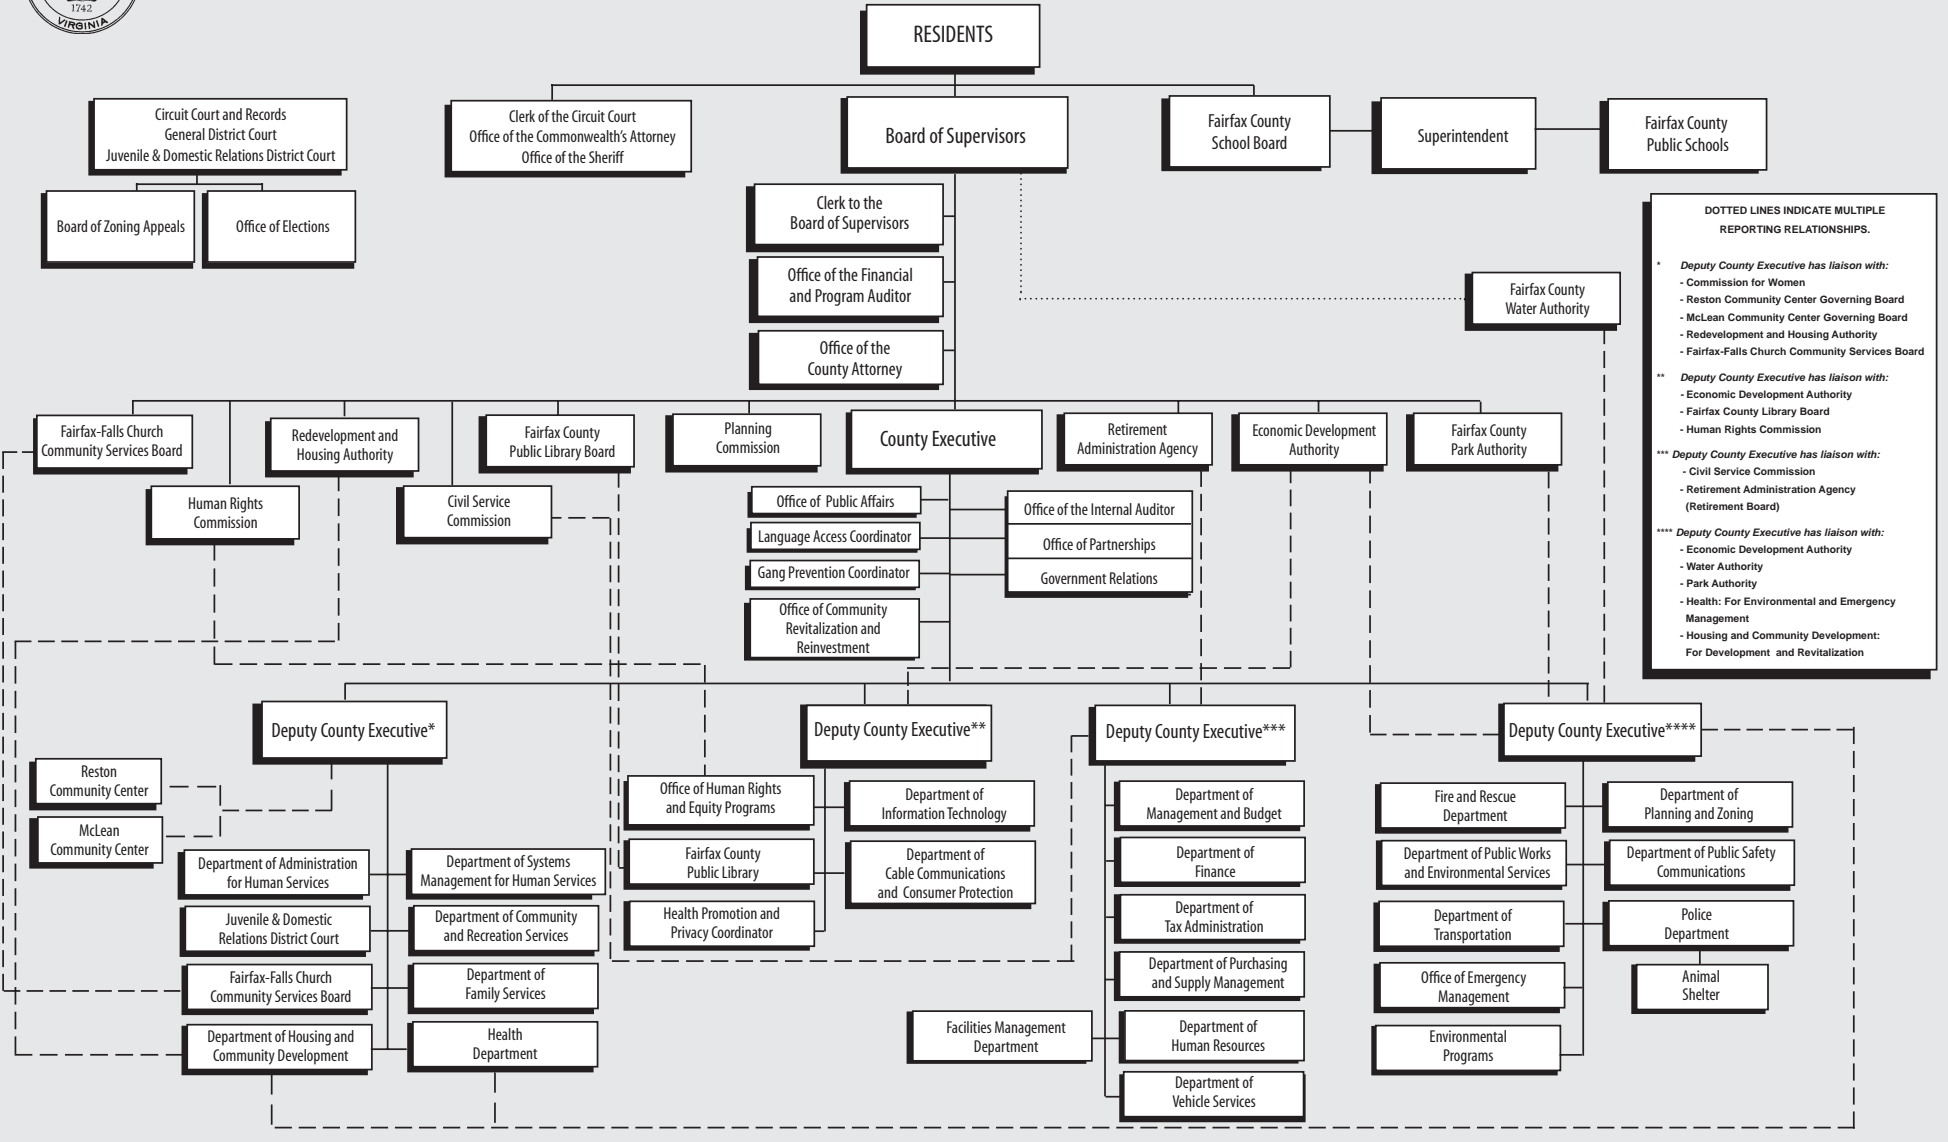 1742
VIRGINIA
RESIDENTS
Circuit Court and Records
General District Court
Juvenile & Domestic Relations District Court
Clerk of the Circuit Court
Office of the Commonwealth's Attorney
Office of the Sheriff
Board of Supervisors
Fairfax County
School Board
Superintendent
Fairfax County
Public Schools
Board of Zoning Appeals
Office of Elections
Clerk to the
Board of Supervisors
Office of the Financial
and Program Auditor
Office of the
County Attorney
Fairfax County
Water Authority
DOTTED LINES INDICATE MULTIPLE
REPORTING RELATIONSHIPS.
* Deputy County Executive has liaison with:
- Commission for Women
- Reston Community Center Governing Board
- McLean Community Center Governing Board
- Redevelopment and Housing Authority
- Fairfax-Falls Church Community Services Board
** Deputy County Executive has liaison with:
- Economic Development Authority
- Fairfax County Library Board
- Human Rights Commission
*** Deputy County Executive has liaison with:
- Civil Service Commission
- Retirement Administration Agency
(Retirement Board)
**** Deputy County Executive has liaison with:
- Economic Development Authority
- Water Authority
- Park Authority
- Health: For Environmental and Emergency
Management
- Housing and Community Development:
For Development and Revitalization
Fairfax-Falls Church
Community Services Board
Redevelopment and
Housing Authority
Fairfax County
Public Library Board
Planning
Commission
County Executive
Retirement
Administration Agency
Economic Development
Authority
Fairfax County
Park Authority
Human Rights
Commission
Civil Service
Commission
Office of Public Affairs
Language Access Coordinator
Gang Prevention Coordinator
Office of Community
Revitalization and
Reinvestment
Office of the Internal Auditor
Office of Partnerships
Government Relations
Deputy County Executive*
Deputy County Executive**
Deputy County Executive***
Deputy County Executive****
Reston
Community Center
McLean
Community Center
Department of Administration
for Human Services
Department of Systems
Management for Human Services
Juvenile & Domestic
Relations District Court
Department of Community
and Recreation Services
Fairfax-Falls Church
Community Services Board
Department of
Family Services
Department of Housing and
Community Development
Health
Department
Office of Human Rights
and Equity Programs
Department of
Information Technology
Fairfax County
Public Library
Department of
Cable Communications
and Consumer Protection
Health Promotion and
Privacy Coordinator
Department of
Management and Budget
Department of
Finance
Department of
Tax Administration
Department of Purchasing
and Supply Management
Facilities Management
Department
Department of
Human Resources
Department of
Vehicle Services
Fire and Rescue
Department
Department of
Planning and Zoning
Department of Public Works
and Environmental Services
Department of Public Safety
Communications
Department of
Transportation
Police
Department
Office of Emergency
Management
Animal
Shelter
Environmental
Programs